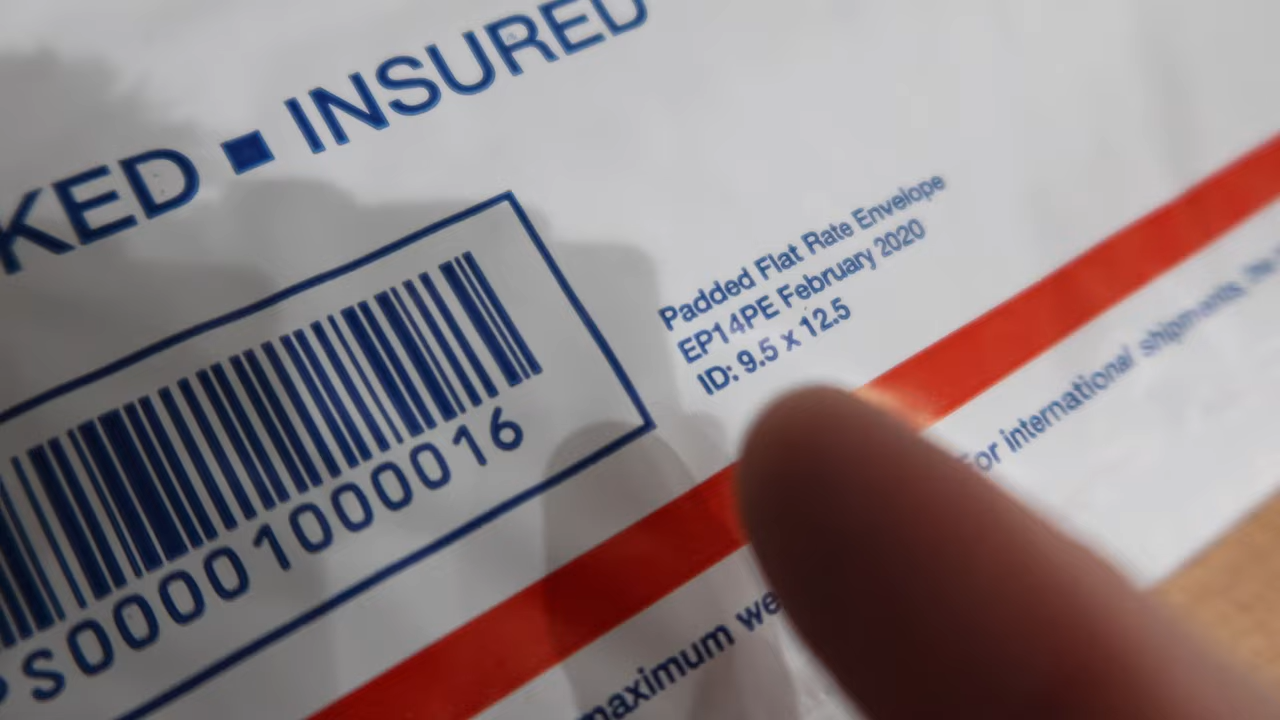 KED ■ INSURED
PS00001000016
Padded Flat Rate Envelope
EP14PE February 2020
ID: 9.5 x 12.5
For international shipments, the
maximum we